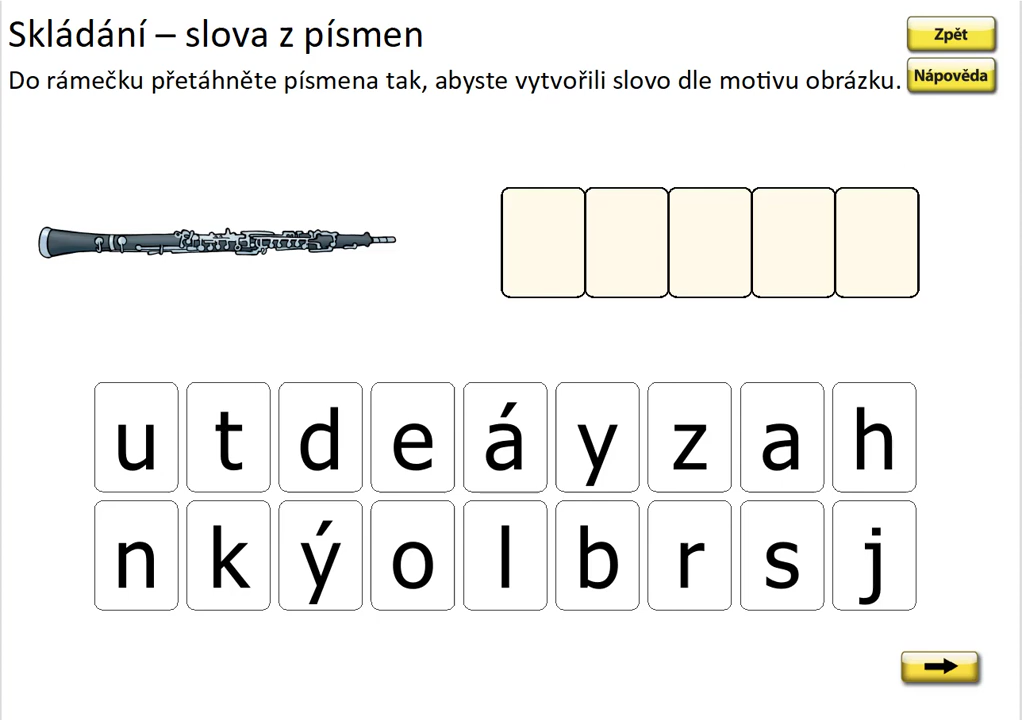 Skládání – slova z písmen
Zpět
Do rámečku přetáhněte písmena tak, abyste vytvořili slovo dle motivu obrázku.
Nápověda
u t d e á y z a h
n k ý o l b r s j